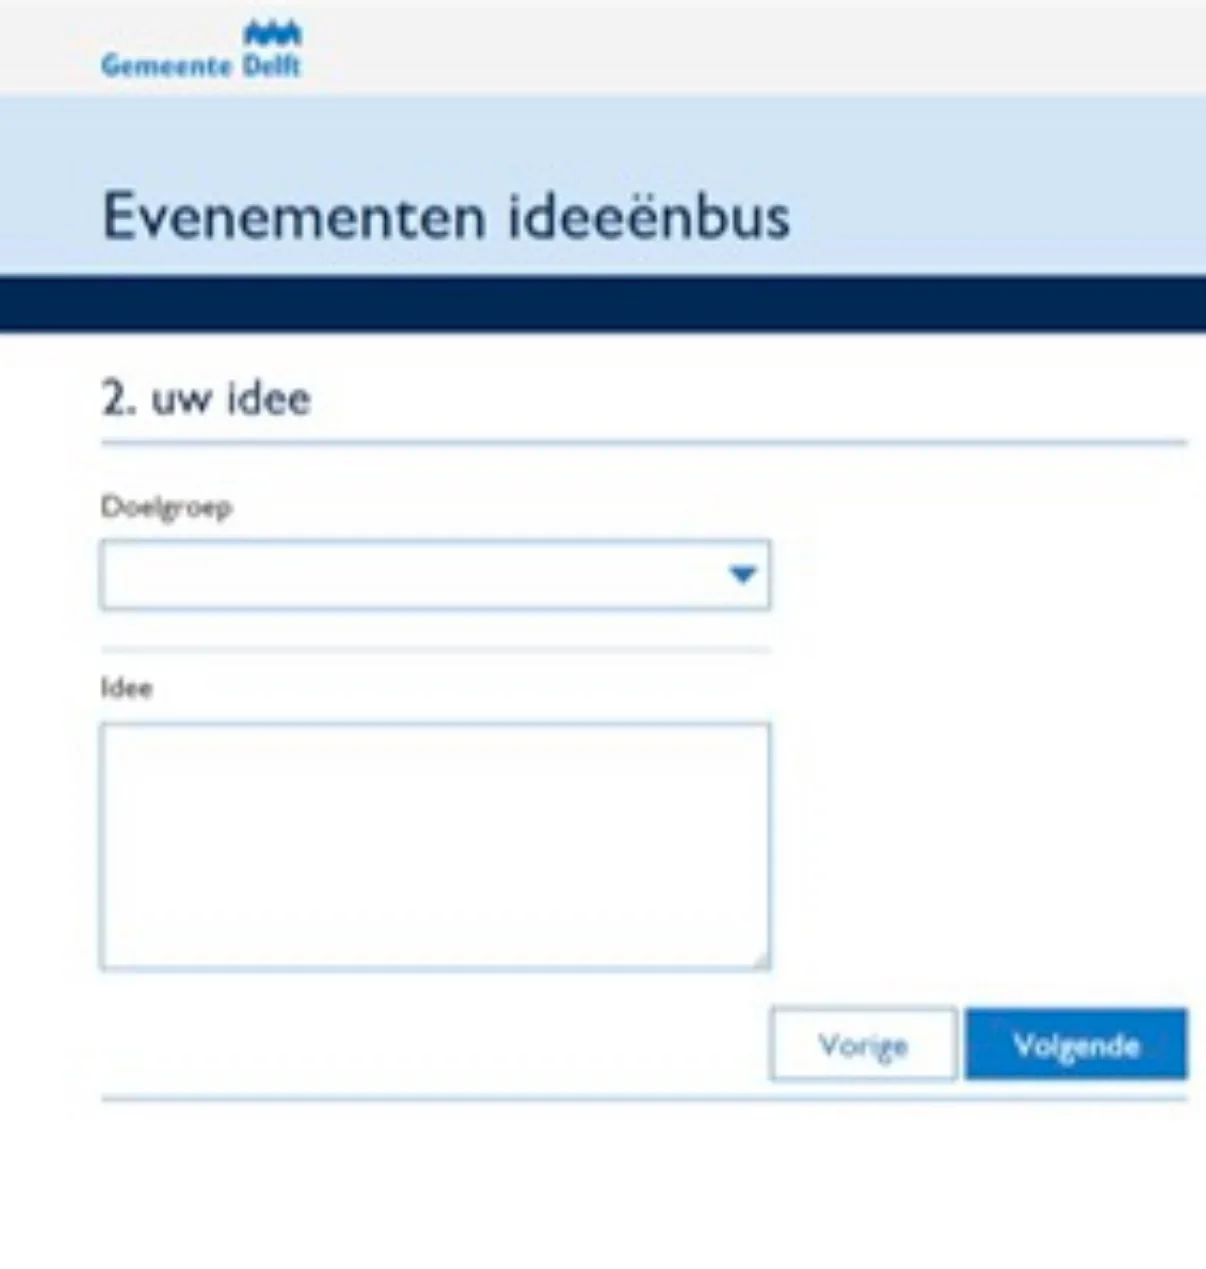 Gemeente Delft
Evenementen ideeënbus
2. uw idee
Doelgroep
Idee
Vorige
Volgende